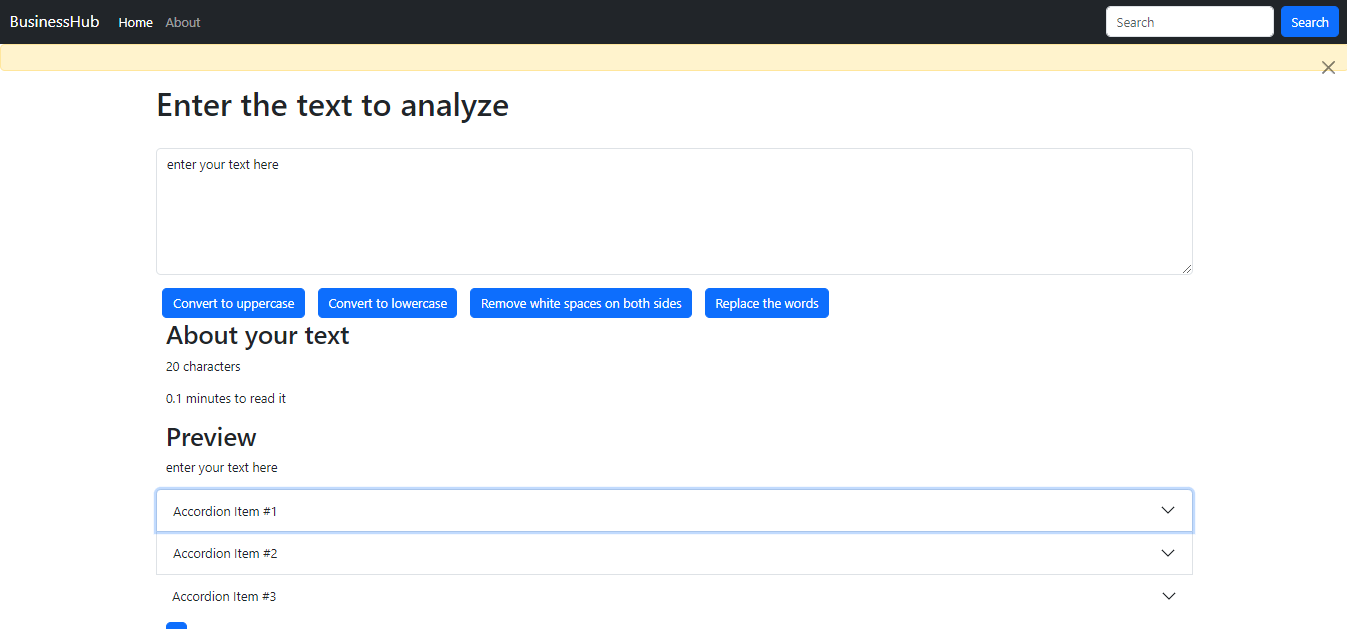 BusinessHub Home About Search Search
Enter the text to analyze
enter your text here
Convert to uppercase Convert to lowercase Remove white spaces on both sides Replace the words
About your text
20 characters
0.1 minutes to read it
Preview
enter your text here
Accordion Item #1
Accordion Item #2
Accordion Item #3